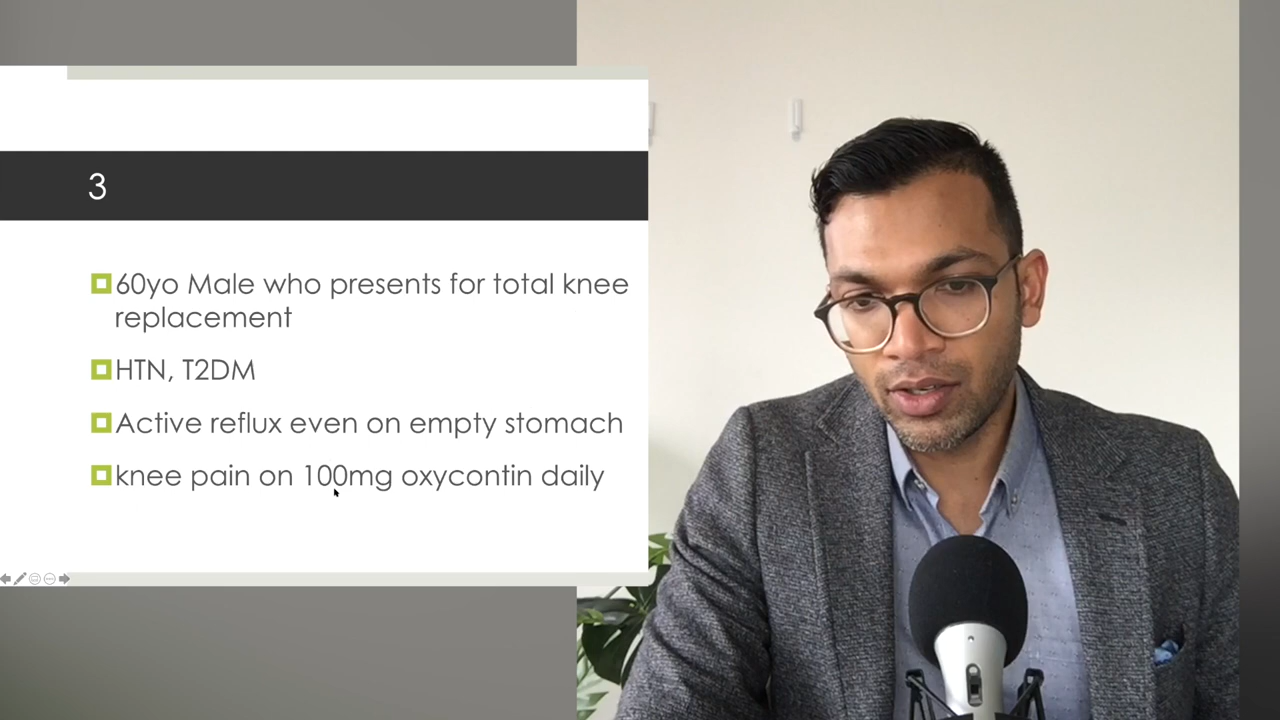 3
60yo Male who presents for total knee
replacement
HTN, T2DM
Active reflux even on empty stomach
knee pain on 100mg oxycontin daily